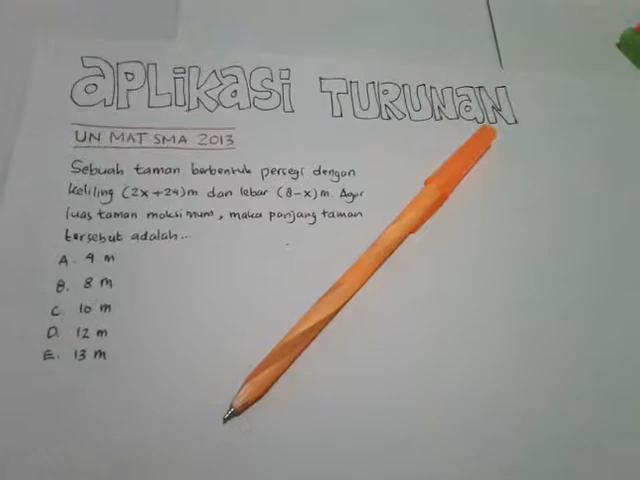 APLIKASI TURUNAN
UN MAT SMA 2013
Sebuah taman berbentuk persegi dengan
keliling (2x+24)m dan lebar (8-x)m. Agar
luas taman maksimum, maka panjang taman
tersebut adalah...
A. 4 m
B. 8 m
C. 10 m
D. 12 m
E. 13 m